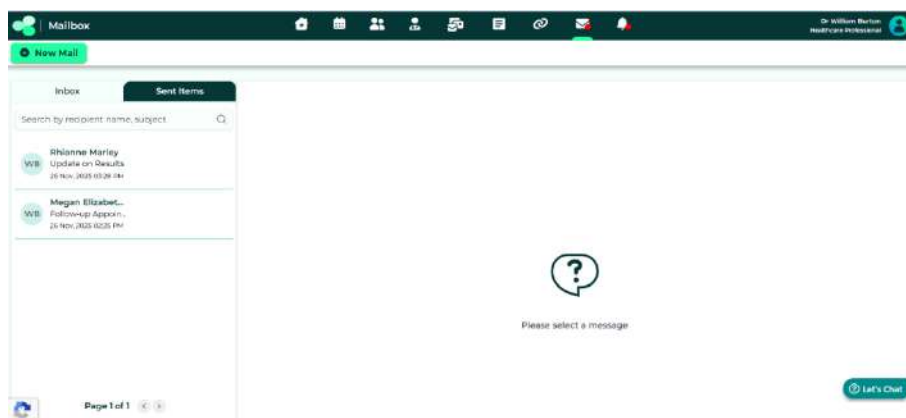 Mailbox
Dr William Burton
Healthcare Professional
New Mail
Inbox
Sent Items
Search by recipient name, subject
WB
Rhianne Marley
Update on Results
26 Nov, 2025 03:28 PM
WB
Megan Elizabet...
Follow-up Appoin..
26 Nov, 2025 02:25 PM
?
Please select a message
Page 1 of 1
Let's Chat